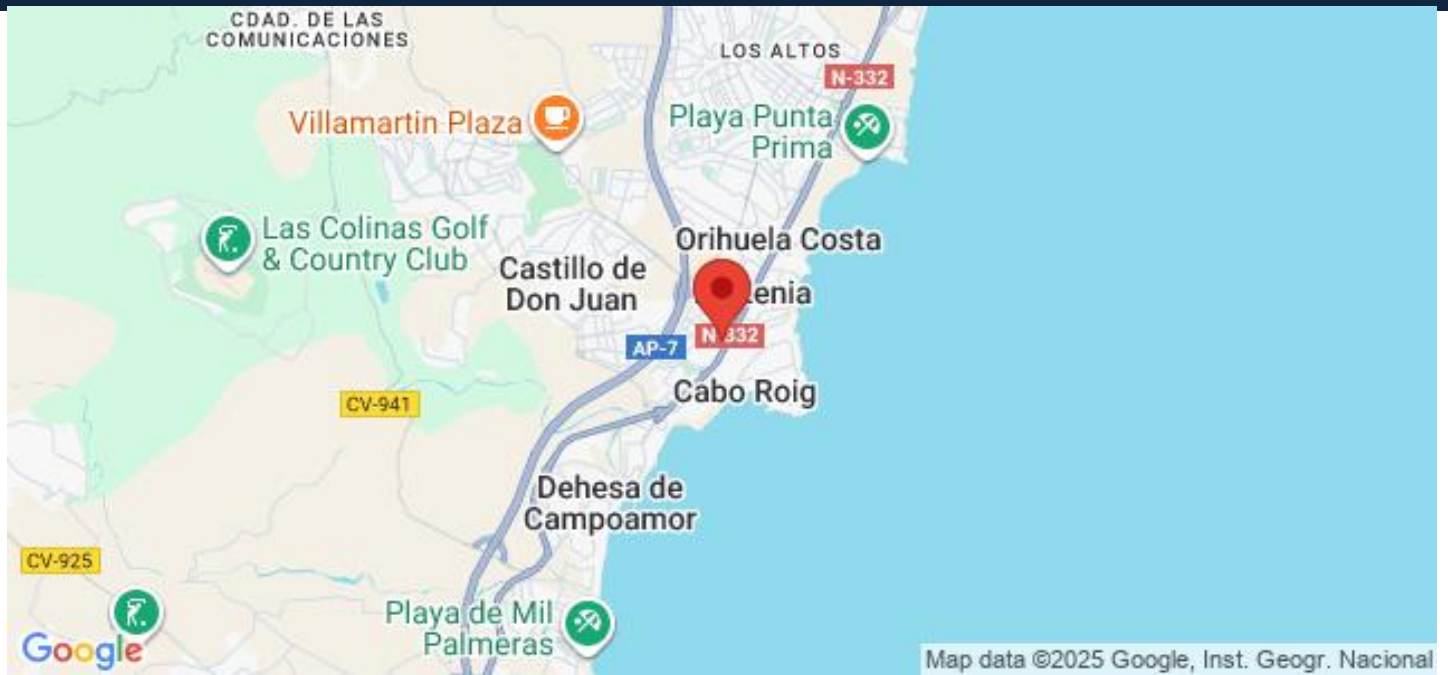 CDAD. DE LAS
COMUNICACIONES
LOS ALTOS
N-332
Villamartin Plaza
Playa Punta
Prima
Las Colinas Golf
& Country Club
Orihuela Costa
Castillo de
Don Juan
enia
N-332
AP-7
Cabo Roig
CV-941
Dehesa de
Campoamor
CV-925
Playa de Mil
Palmeras
Google
Map data ©2025 Google, Inst. Geogr. Nacional